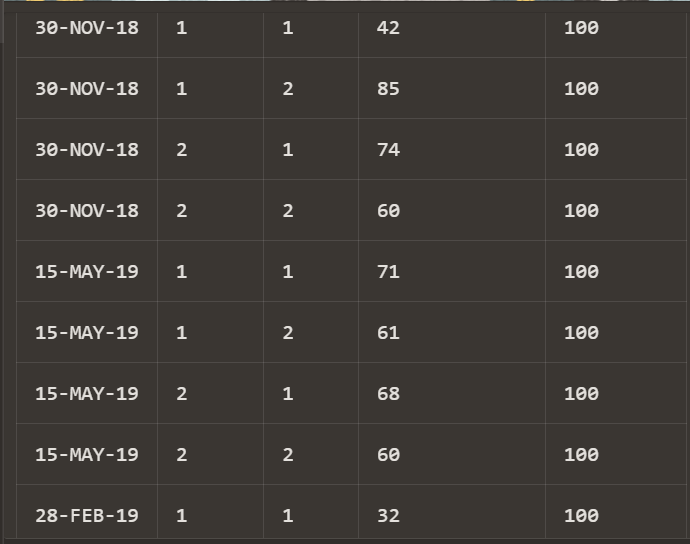 30-NOV-18 1 1 42 100
30-NOV-18 1 2 85 100
30-NOV-18 2 1 74 100
30-NOV-18 2 2 60 100
15-MAY-19 1 1 71 100
15-MAY-19 1 2 61 100
15-MAY-19 2 1 68 100
15-MAY-19 2 2 60 100
28-FEB-19 1 1 32 100